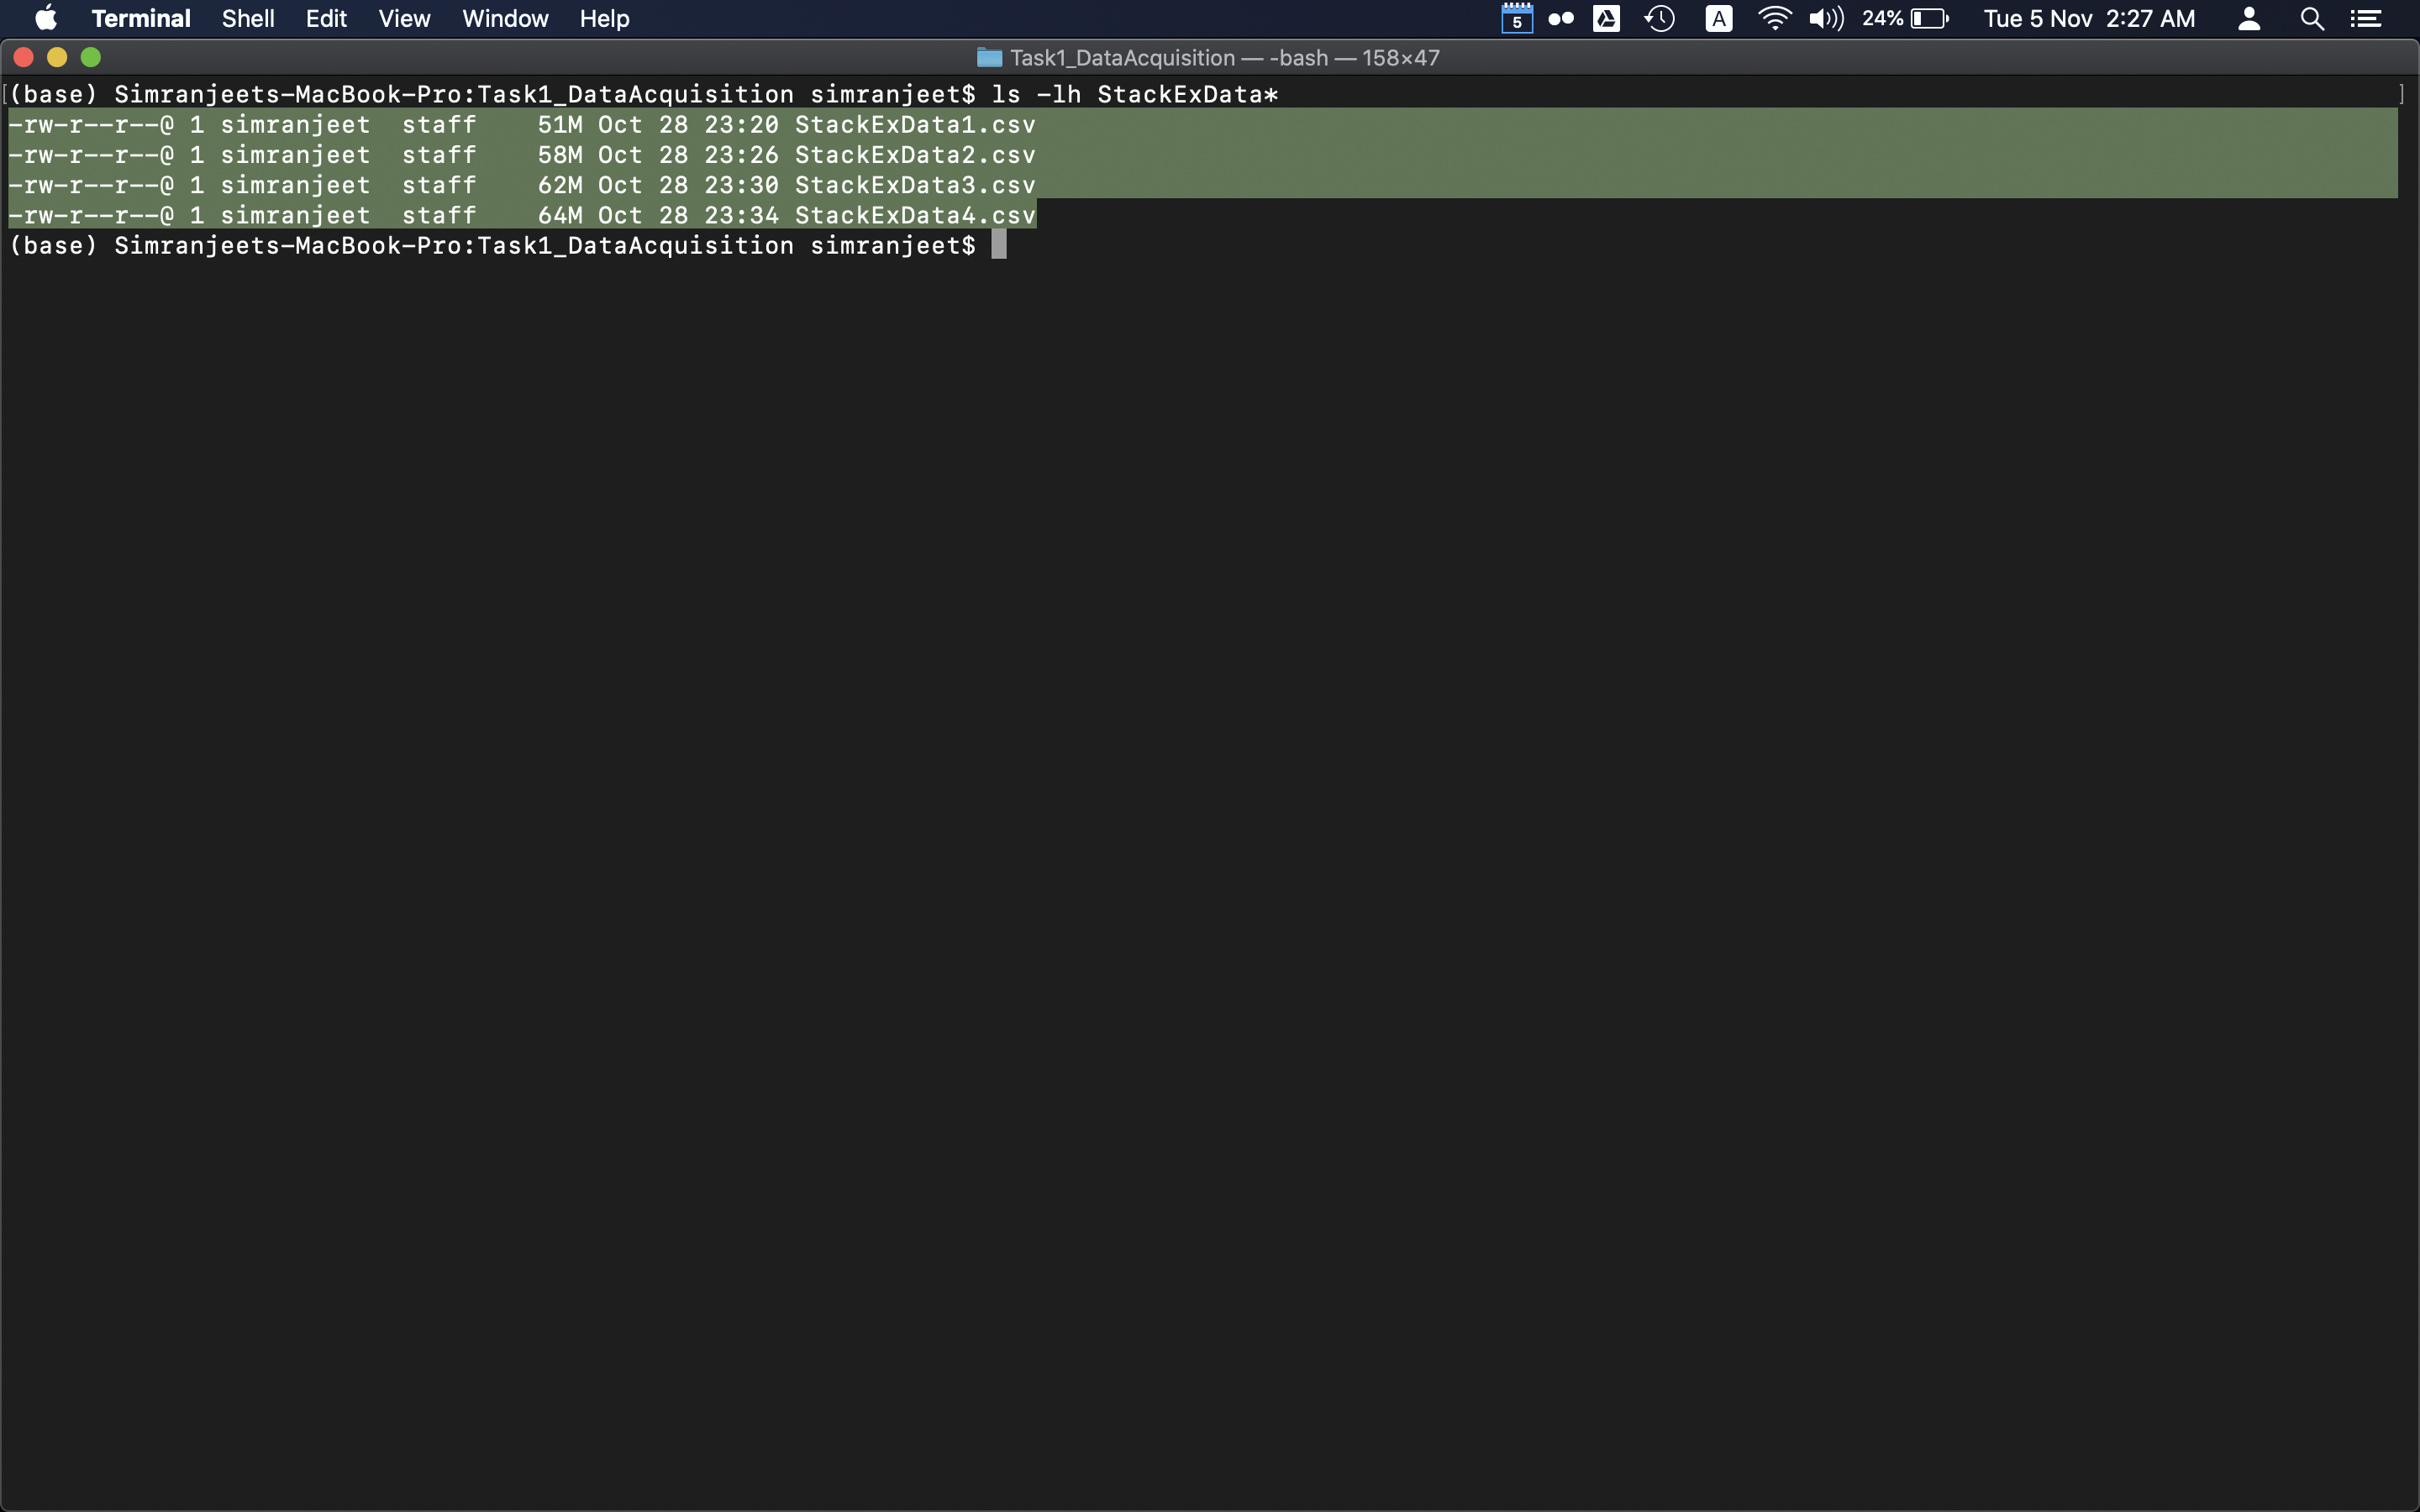 Terminal Shell Edit View Window Help 5 A 24% Tue 5 Nov 2:27 AM
Task1_DataAcquisition — -bash — 158×47
[(base) Simranjeets-MacBook-Pro:Task1_DataAcquisition simranjeet$ ls -lh StackExData* ]
-rw-r--r--@ 1 simranjeet  staff    51M Oct 28 23:20 StackExData1.csv
-rw-r--r--@ 1 simranjeet  staff    58M Oct 28 23:26 StackExData2.csv
-rw-r--r--@ 1 simranjeet  staff    62M Oct 28 23:30 StackExData3.csv
-rw-r--r--@ 1 simranjeet  staff    64M Oct 28 23:34 StackExData4.csv
(base) Simranjeets-MacBook-Pro:Task1_DataAcquisition simranjeet$